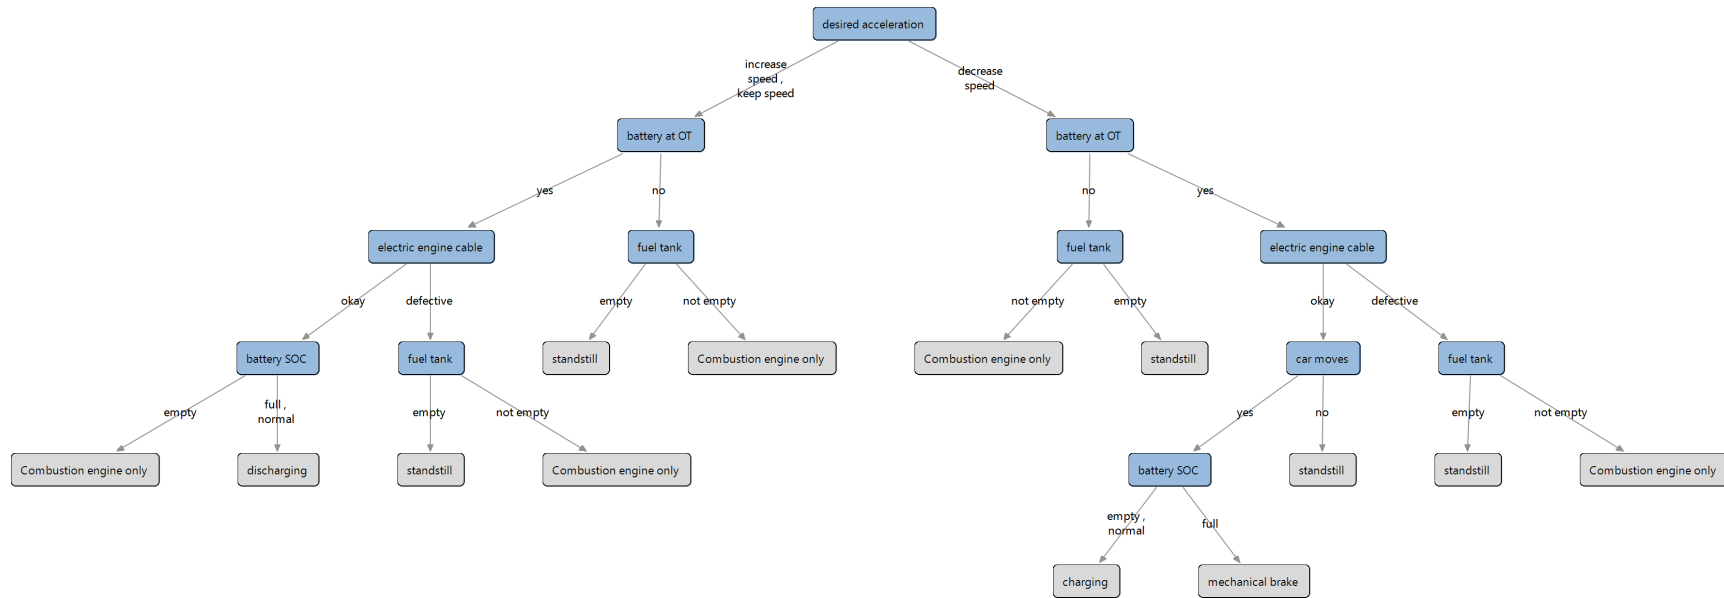 desired acceleration
increase
speed ,
keep speed
decrease
speed
battery at OT
battery at OT
yes
no
no
yes
electric engine cable
fuel tank
fuel tank
electric engine cable
okay
defective
empty
not empty
not empty
empty
okay
defective
battery SOC
fuel tank
standstill
Combustion engine only
Combustion engine only
standstill
car moves
fuel tank
empty
full ,
normal
empty
not empty
yes
no
empty
not empty
Combustion engine only
discharging
standstill
Combustion engine only
battery SOC
standstill
standstill
Combustion engine only
empty ,
normal
full
charging
mechanical brake